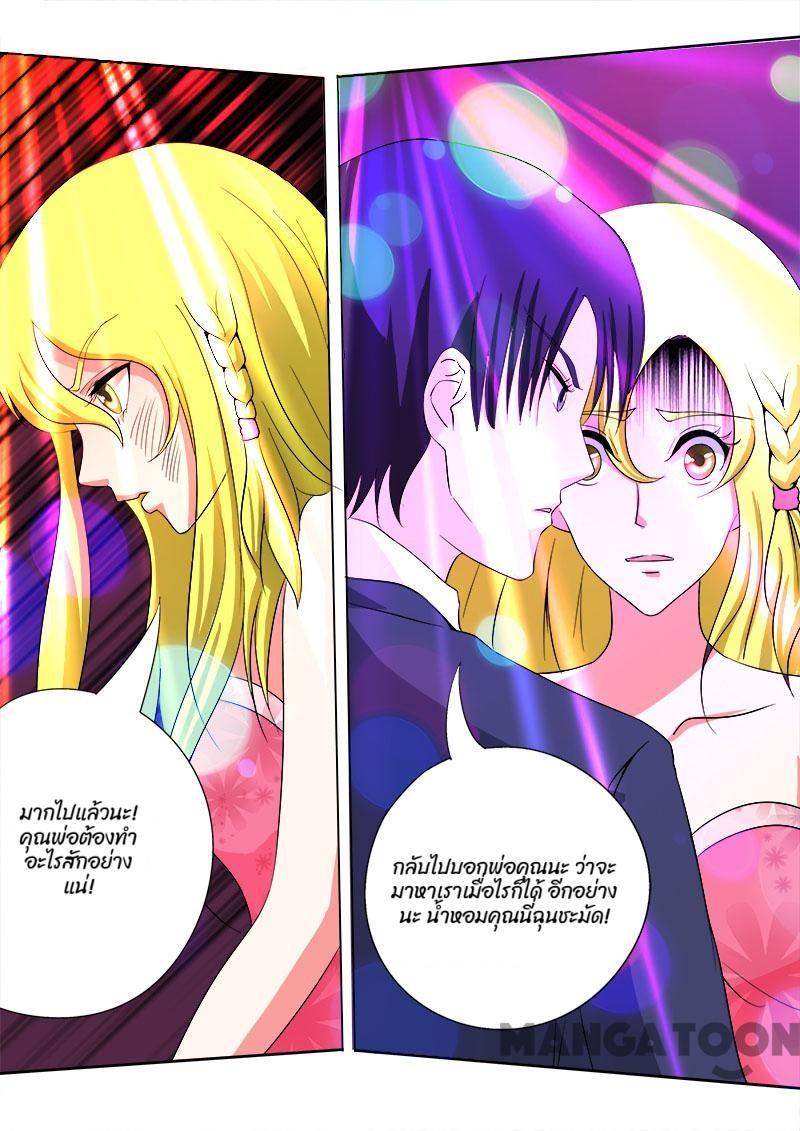 มากไปแล้วนะ!
คุณพ่อต้องทำ
อะไรสักอย่าง
แน่!
กลับไปบอกพ่อคุณนะ ว่าจะ
มาหาเราเมื่อไรก็ได้ อีกอย่าง
นะ น้ำหอมคุณนี่ฉุนชะมัด!
MANGATOON